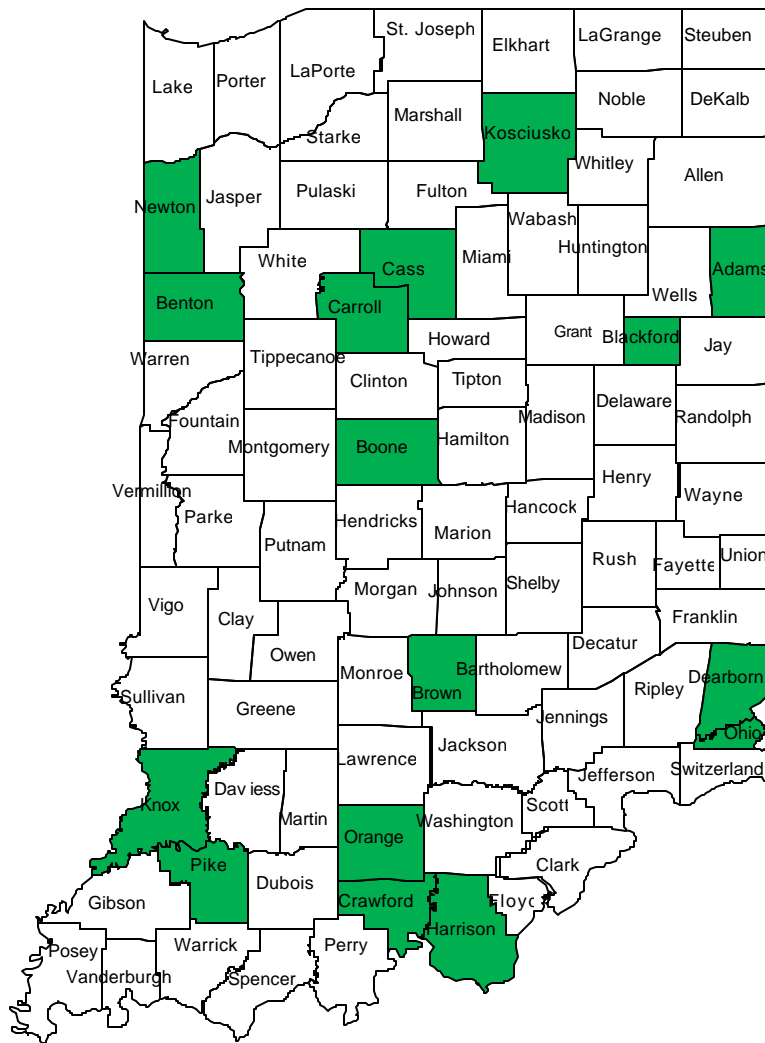 St. Joseph
Elkhart
LaGrange
Steuben
LaPorte
Porter
Lake
Noble
DeKalb
Marshall
Kosciusko
Starke
Whitley
Allen
Newton
Jasper
Pulaski
Fulton
Wabash
Huntington
White
Cass
Miami
Adams
Wells
Benton
Carroll
Grant
Blackford
Howard
Jay
Warren
Tippecanoe
Clinton
Tipton
Madison
Delaware
Randolph
Fountain
Montgomery
Boone
Hamilton
Henry
Vermillion
Wayne
Hancock
Parke
Hendricks
Marion
Putnam
Rush
Union
Fayette
Morgan
Johnson
Shelby
Vigo
Clay
Franklin
Owen
Decatur
Monroe
Bartholomew
Dearborn
Brown
Ripley
Sullivan
Greene
Jennings
Ohio
Jackson
Lawrence
Switzerland
Jefferson
Daviess
Knox
Scott
Martin
Orange
Washington
Pike
Clark
Dubois
Gibson
Crawford
Floyd
Harrison
Posey
Warrick
Perry
Vanderburgh
Spencer